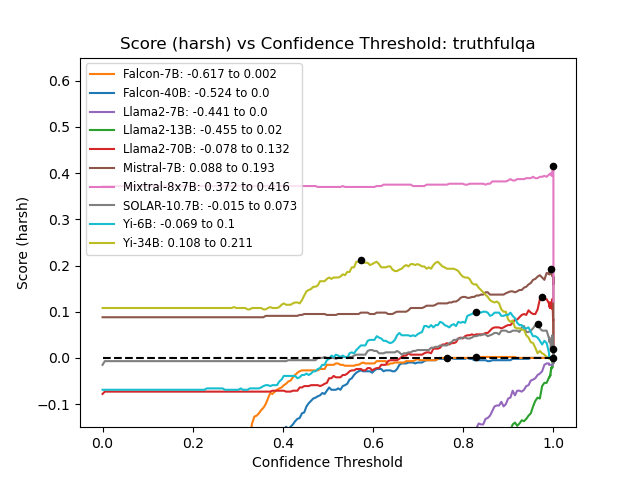 Score (harsh) vs Confidence Threshold: truthfulqa
Score (harsh)
0.6
0.5
0.4
0.3
0.2
0.1
0.0
−0.1
Falcon-7B: -0.617 to 0.002
Falcon-40B: -0.524 to 0.0
Llama2-7B: -0.441 to 0.0
Llama2-13B: -0.455 to 0.02
Llama2-70B: -0.078 to 0.132
Mistral-7B: 0.088 to 0.193
Mixtral-8x7B: 0.372 to 0.416
SOLAR-10.7B: -0.015 to 0.073
Yi-6B: -0.069 to 0.1
Yi-34B: 0.108 to 0.211
0.0 0.2 0.4 0.6 0.8 1.0
Confidence Threshold